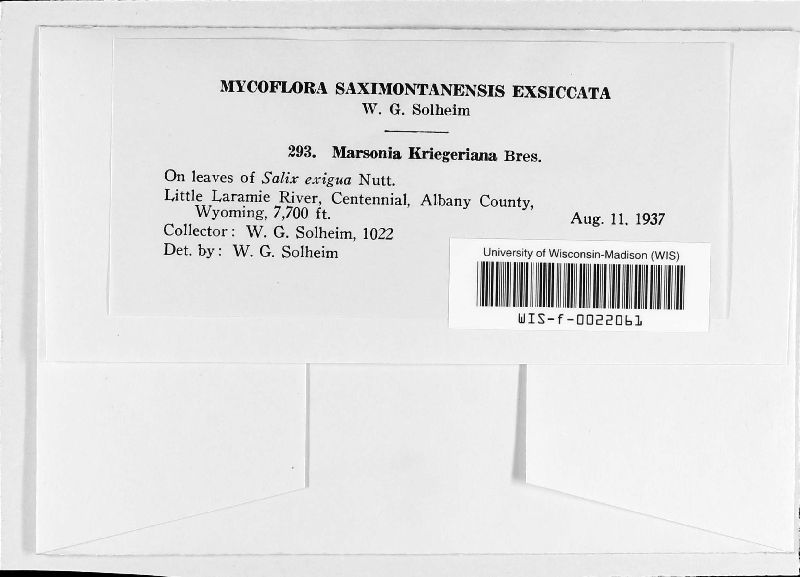 MYCOFLORA SAXIMONTANENSIS EXSICCATA
W. G. Solheim
293. Marsonia Kriegeriana Bres.
On leaves of Salix exigua Nutt.
Little Laramie River, Centennial, Albany County,
Wyoming, 7,700 ft.
Aug. 11, 1937
Collector: W. G. Solheim, 1022
Det. by: W. G. Solheim
University of Wisconsin-Madison (WIS)
WIS-f-0022061